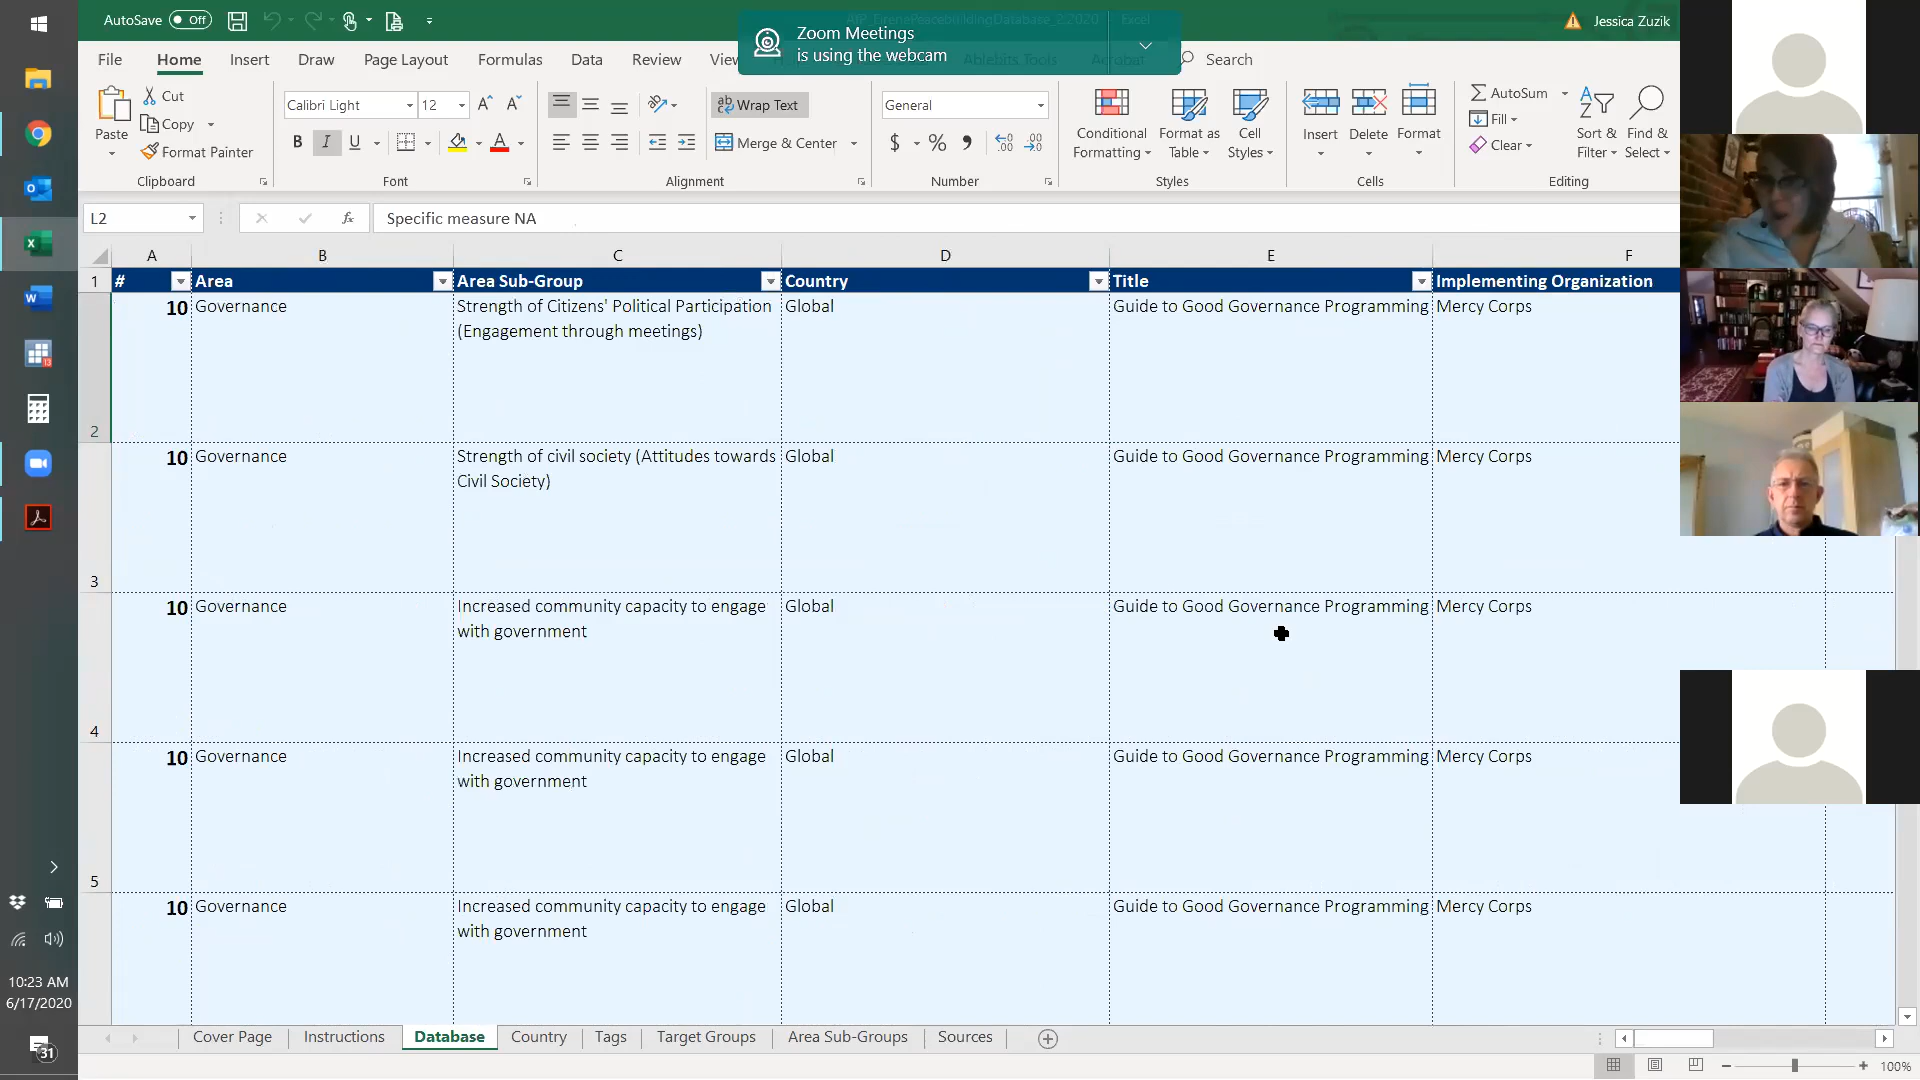 AutoSave Off
Jessica Zuzik
Zoom Meetings
is using the webcam
File Home Insert Draw Page Layout Formulas Data Review View Search
Paste
Cut
Copy
Format Painter
Clipboard
Calibri Light 12
B I U
Font
Wrap Text
Merge & Center
Alignment
General
$ % ,
Number
Conditional
Formatting
Format as
Table
Cell
Styles
Styles
Insert
Delete
Format
Cells
AutoSum
Fill
Clear
Sort &
Filter
Find &
Select
Editing
L2
fx
Specific measure NA
A B C D E F
1 # Area Area Sub-Group Country Title Implementing Organization
10 Governance Strength of Citizens' Political Participation Global Guide to Good Governance Programming Mercy Corps
(Engagement through meetings)
2
10 Governance Strength of civil society (Attitudes towards Global Guide to Good Governance Programming Mercy Corps
Civil Society)
3
10 Governance Increased community capacity to engage Global Guide to Good Governance Programming Mercy Corps
with government
4
10 Governance Increased community capacity to engage Global Guide to Good Governance Programming Mercy Corps
with government
5
10 Governance Increased community capacity to engage Global Guide to Good Governance Programming Mercy Corps
with government
10:23 AM
6/17/2020
31
Cover Page Instructions Database Country Tags Target Groups Area Sub-Groups Sources
100%